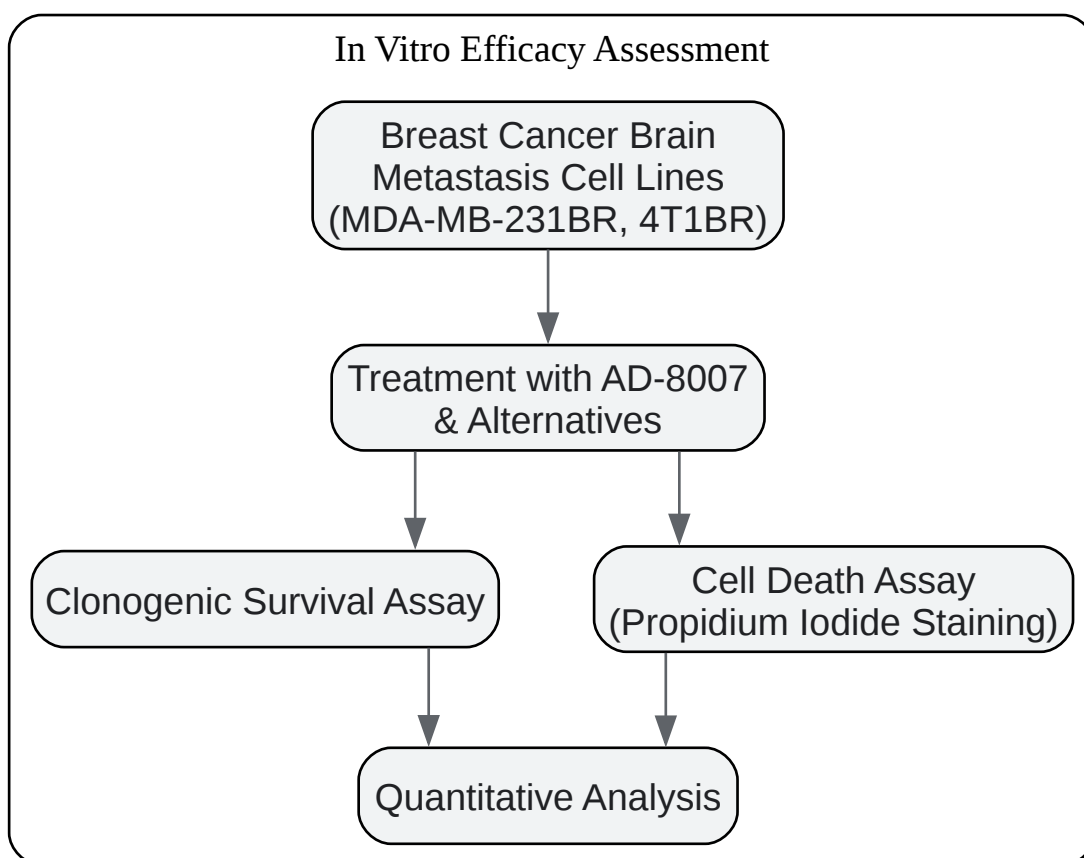 In Vitro Efficacy Assessment
Breast Cancer Brain
Metastasis Cell Lines
(MDA-MB-231BR, 4T1BR)
Treatment with AD-8007
& Alternatives
Clonogenic Survival Assay
Cell Death Assay
(Propidium Iodide Staining)
Quantitative Analysis